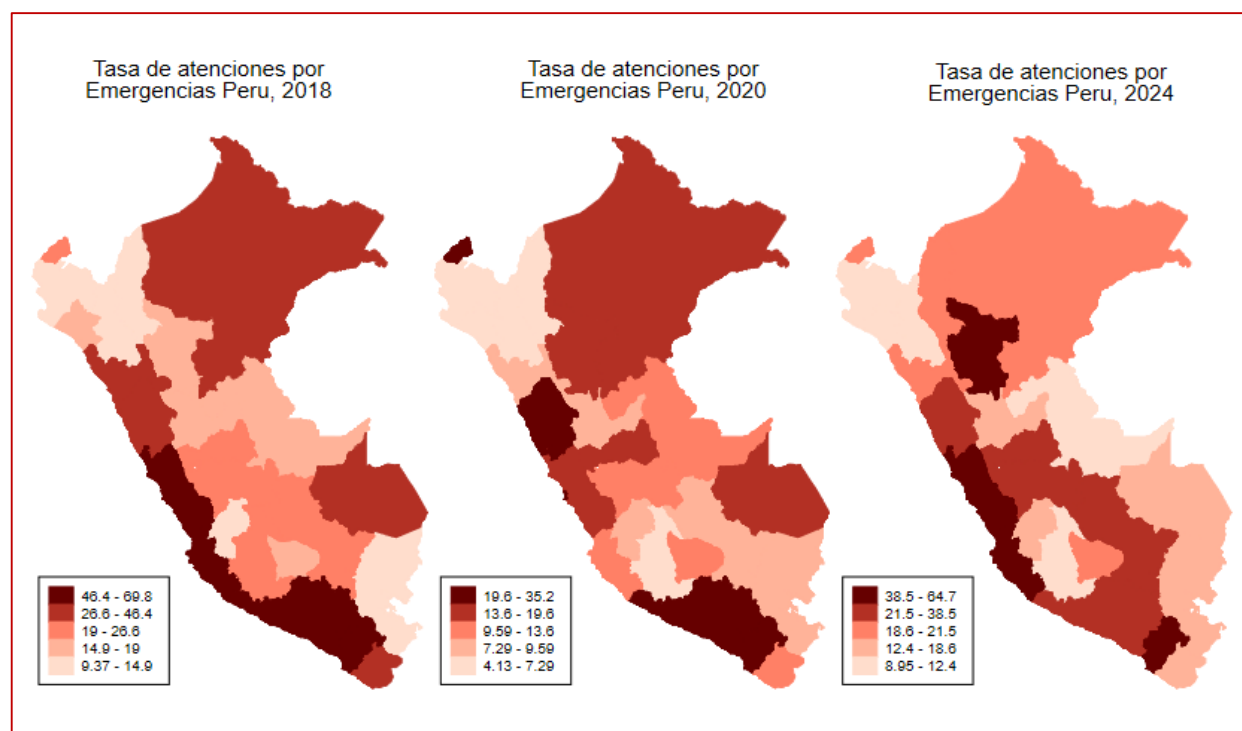 Tasa de atenciones por
Emergencias Peru, 2018
46.4 - 69.8
26.6 - 46.4
19 - 26.6
14.9 - 19
9.37 - 14.9
Tasa de atenciones por
Emergencias Peru, 2020
19.6 - 35.2
13.6 - 19.6
9.59 - 13.6
7.29 - 9.59
4.13 - 7.29
Tasa de atenciones por
Emergencias Peru, 2024
38.5 - 64.7
21.5 - 38.5
18.6 - 21.5
12.4 - 18.6
8.95 - 12.4